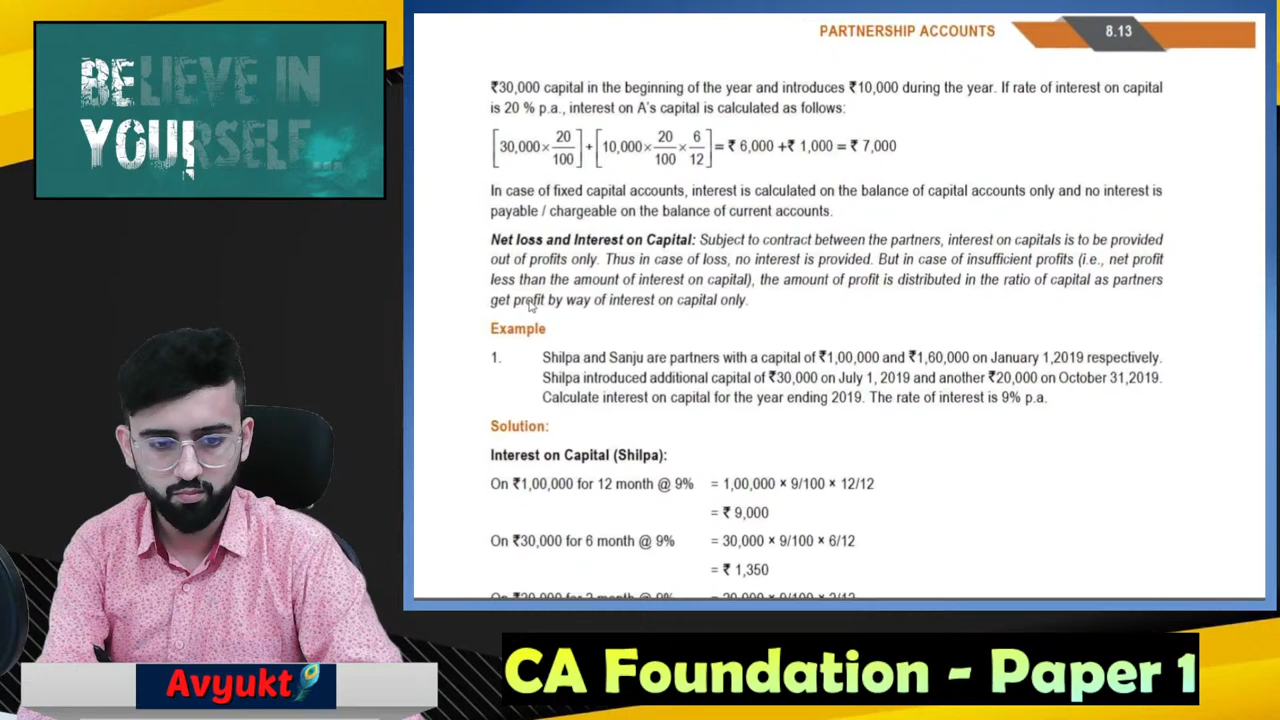 BELIEVE IN
YOURSELF...
PARTNERSHIP ACCOUNTS 8.13
₹30,000 capital in the beginning of the year and introduces ₹10,000 during the year. If rate of interest on capital
is 20 % p.a., interest on A's capital is calculated as follows:
[30,000×20/100]+[10,000×20/100×6/12]=₹ 6,000 +₹ 1,000 = ₹ 7,000
In case of fixed capital accounts, interest is calculated on the balance of capital accounts only and no interest is
payable / chargeable on the balance of current accounts.
Net loss and Interest on Capital: Subject to contract between the partners, interest on capitals is to be provided
out of profits only. Thus in case of loss, no interest is provided. But in case of insufficient profits (i.e., net profit
less than the amount of interest on capital), the amount of profit is distributed in the ratio of capital as partners
get profit by way of interest on capital only.
Example
1. Shilpa and Sanju are partners with a capital of ₹1,00,000 and ₹1,60,000 on January 1,2019 respectively.
Shilpa introduced additional capital of ₹30,000 on July 1, 2019 and another ₹20,000 on October 31,2019.
Calculate interest on capital for the year ending 2019. The rate of interest is 9% p.a.
Solution:
Interest on Capital (Shilpa):
On ₹1,00,000 for 12 month @ 9% = 1,00,000 × 9/100 × 12/12
= ₹ 9,000
On ₹30,000 for 6 month @ 9% = 30,000 × 9/100 × 6/12
= ₹ 1,350
On ₹20,000 for 2 month @ 9% = 20,000 × 9/100 × 2/12
Avyukt
CA Foundation - Paper 1